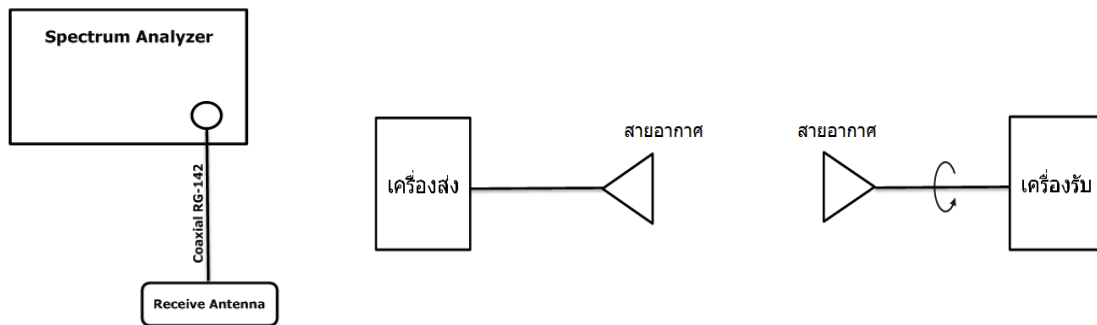 Spectrum Analyzer
Coaxial RG-142
Receive Antenna
เครื่องส่ง
สายอากาศ
สายอากาศ
เครื่องรับ